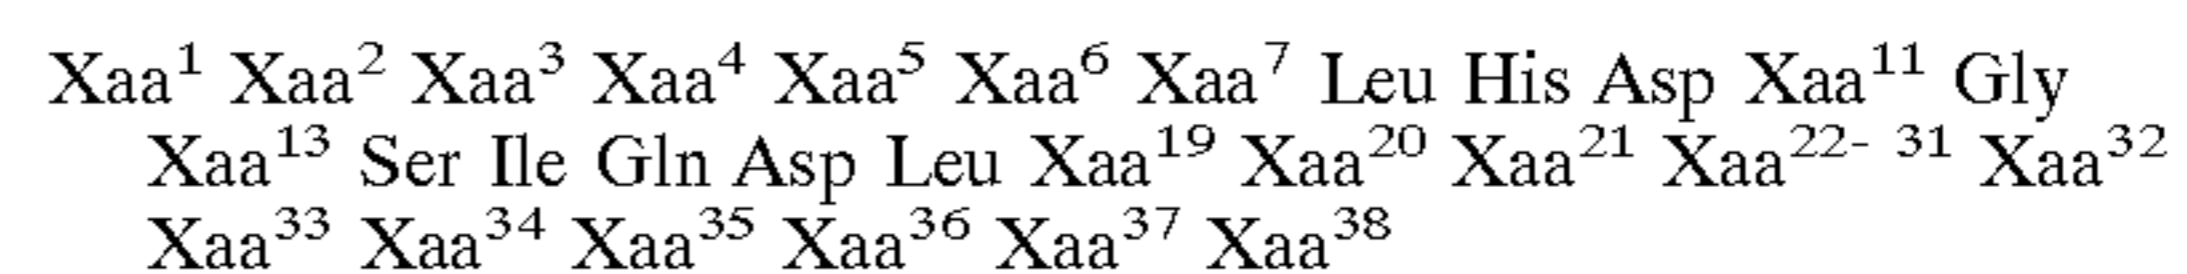 Xaa¹ Xaa² Xaa³ Xaa⁴ Xaa⁵ Xaa⁶ Xaa⁷ Leu His Asp Xaa¹¹ Gly
Xaa¹³ Ser Ile Gln Asp Leu Xaa¹⁹ Xaa²⁰ Xaa²¹ Xaa²²⁻ ³¹ Xaa³²
Xaa³³ Xaa³⁴ Xaa³⁵ Xaa³⁶ Xaa³⁷ Xaa³⁸